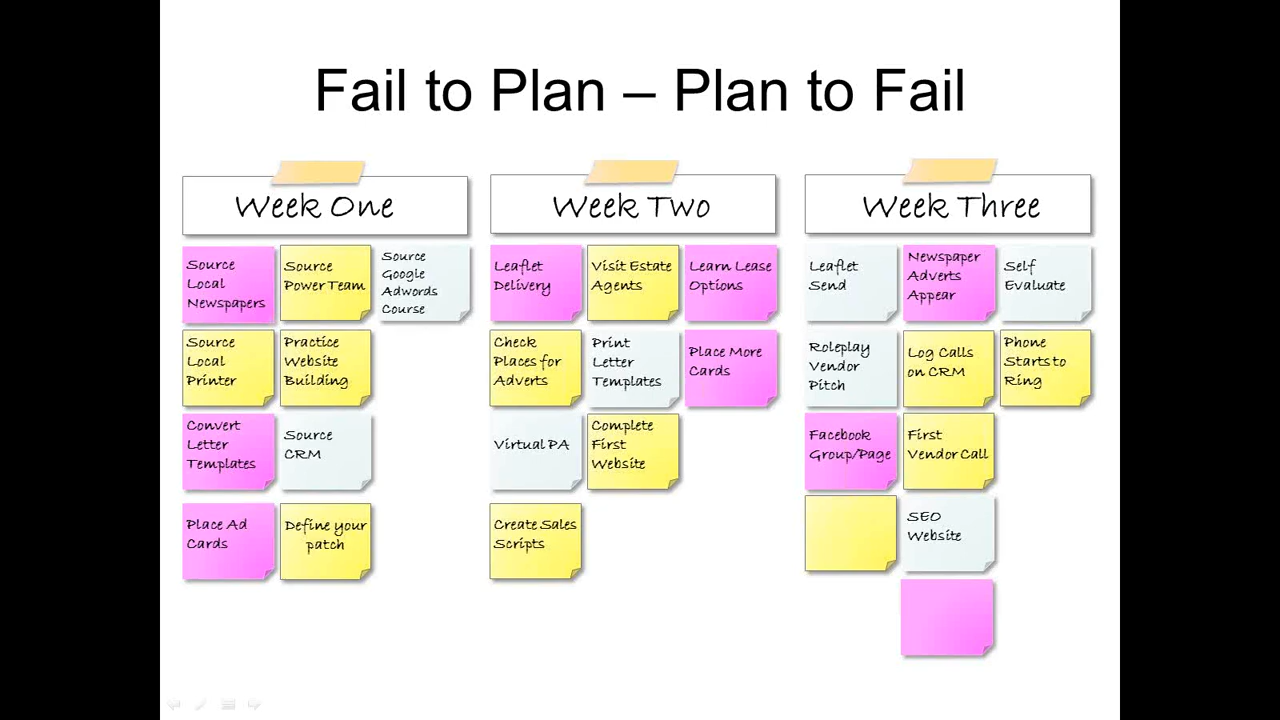 Fail to Plan – Plan to Fail
Week One
Source
Local
Newspapers
Source
Power Team
Source
Google
Adwords
Course
Source
Local
Printer
Practice
Website
Building
Convert
Letter
Templates
Source
CRM
Place Ad
Cards
Define your
patch
Week Two
Leaflet
Delivery
Visit Estate
Agents
Learn Lease
Options
Check
Places for
Adverts
Print
Letter
Templates
Place More
Cards
Virtual PA
Complete
First
Website
Create Sales
Scripts
Week Three
Leaflet
Send
Newspaper
Adverts
Appear
Self
Evaluate
Roleplay
Vendor
Pitch
Log Calls
on CRM
Phone
Starts to
Ring
Facebook
Group/Page
First
Vendor Call
SEO
Website